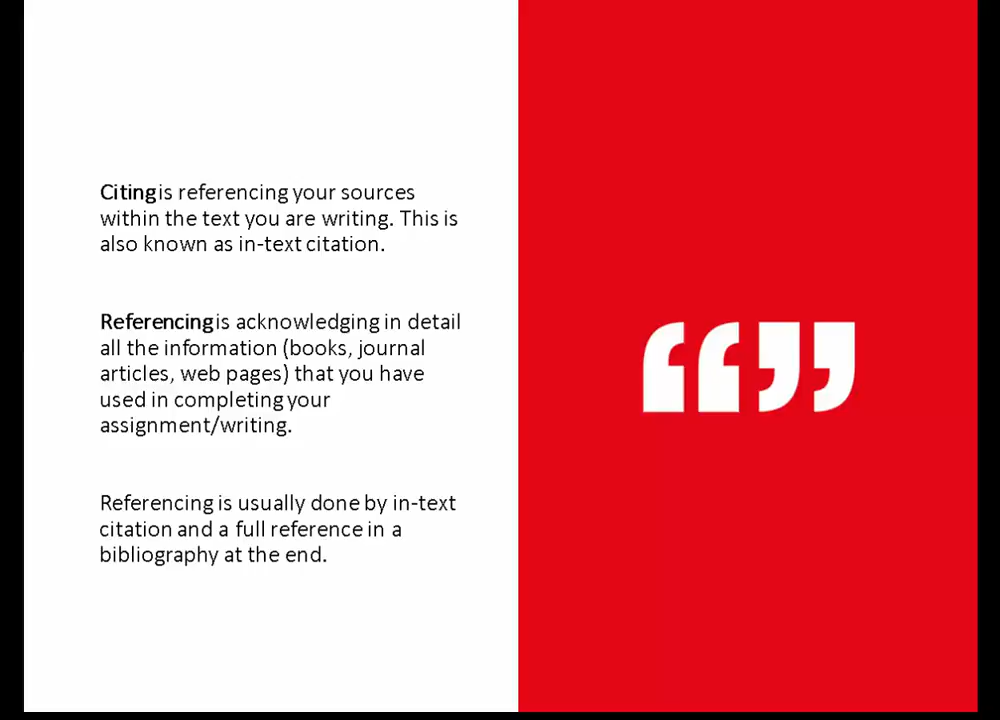 Citing is referencing your sources
within the text you are writing. This is
also known as in-text citation.
Referencing is acknowledging in detail
all the information (books, journal
articles, web pages) that you have
used in completing your
assignment/writing.
Referencing is usually done by in-text
citation and a full reference in a
bibliography at the end.
“”